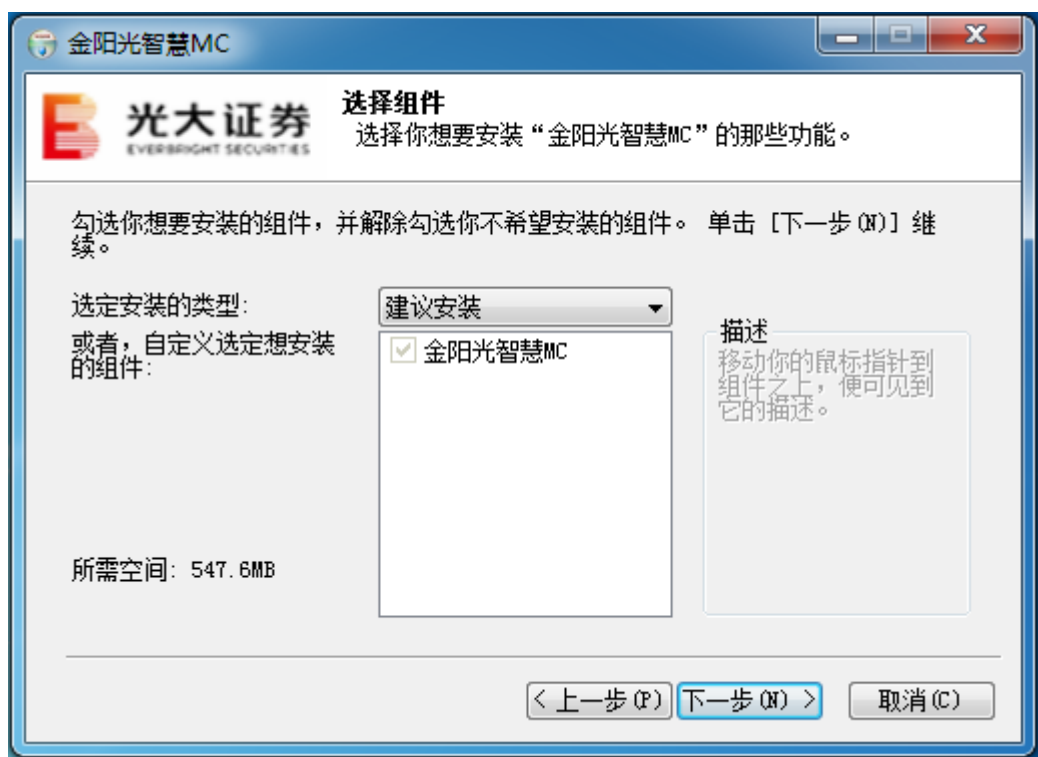 金阳光智慧MC
光大证券
EVERBRIGHT SECURITIES
选择组件
选择你想要安装“金阳光智慧MC”的那些功能。
勾选你想要安装的组件，并解除勾选你不希望安装的组件。 单击 [下一步(N)] 继
续。
选定安装的类型:
建议安装
或者，自定义选定想安装
的组件:
金阳光智慧MC
描述
移动你的鼠标指针到
组件之上，便可见到
它的描述。
所需空间: 547.6MB
< 上一步(P)
下一步(N) >
取消(C)